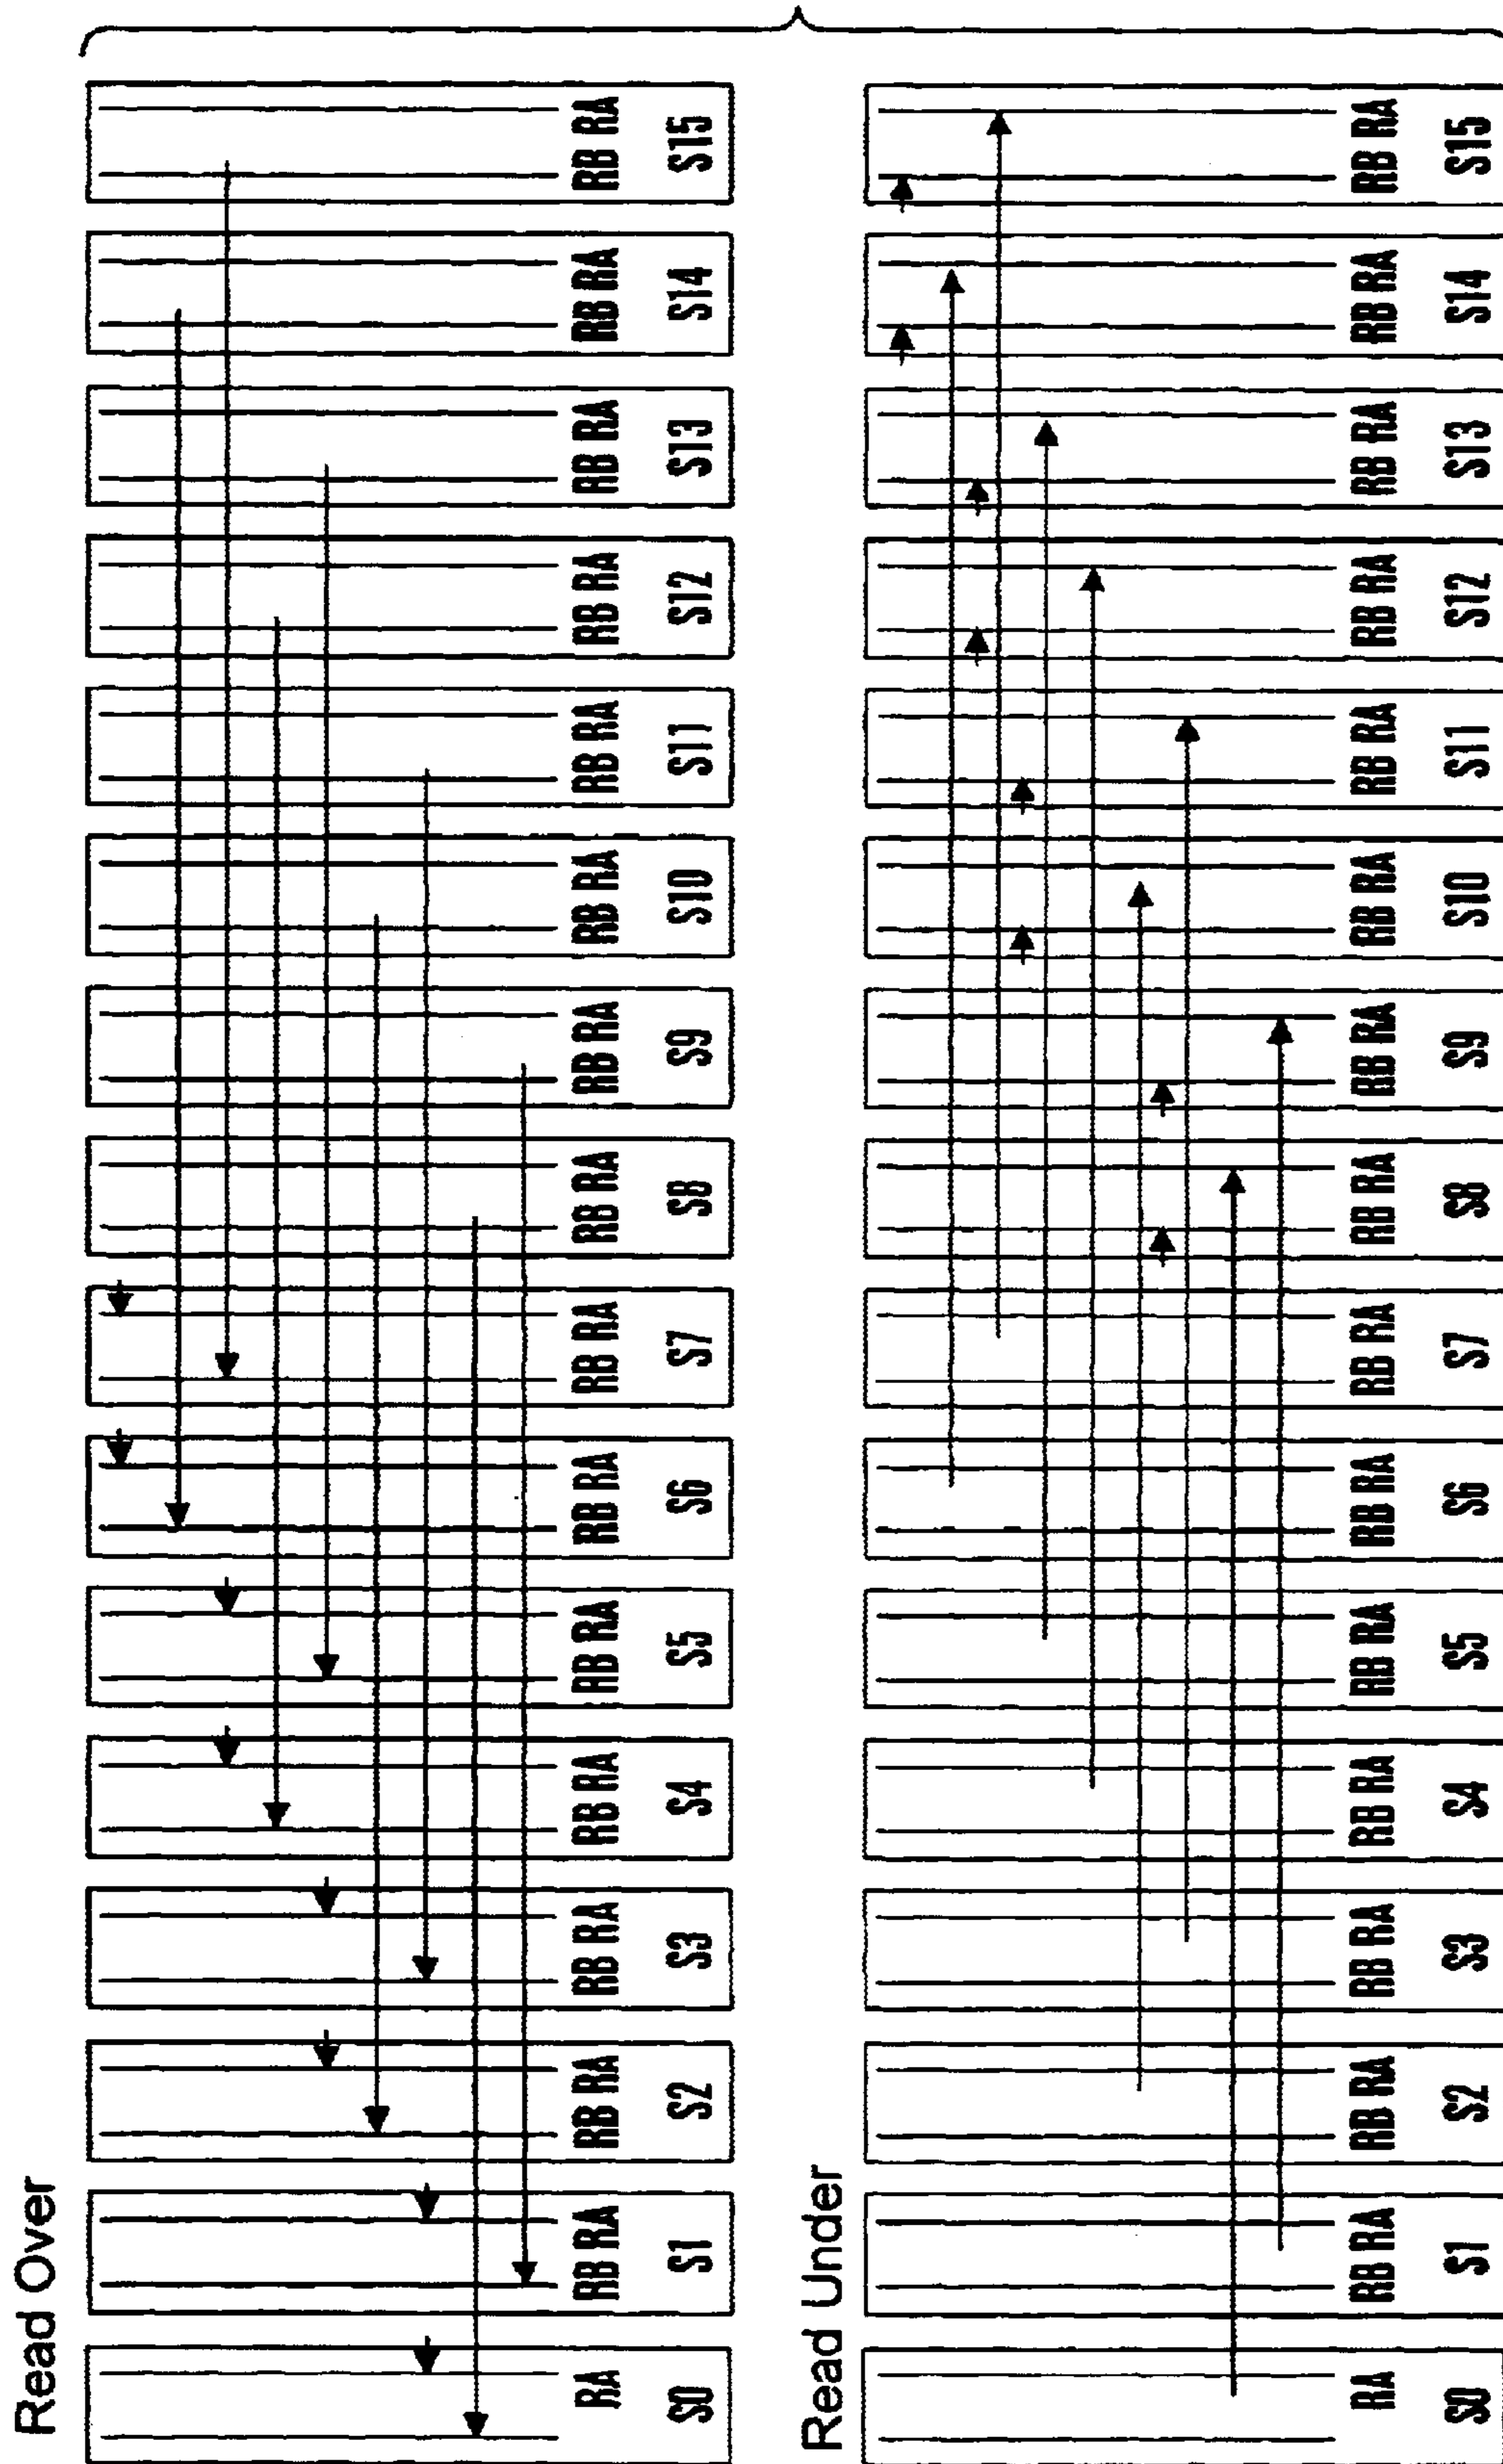 Read Over
RA RB RA RB RA RB RA RB RA RB RA RB RA RB RA RB RA RB RA RB RA RB RA RB RA RB RA RB RA RB RA
S0 S1 S2 S3 S4 S5 S6 S7 S8 S9 S10 S11 S12 S13 S14 S15
Read Under
RA RB RA RB RA RB RA RB RA RB RA RB RA RB RA RB RA RB RA RB RA RB RA RB RA RB RA RB RA RB RA
S0 S1 S2 S3 S4 S5 S6 S7 S8 S9 S10 S11 S12 S13 S14 S15